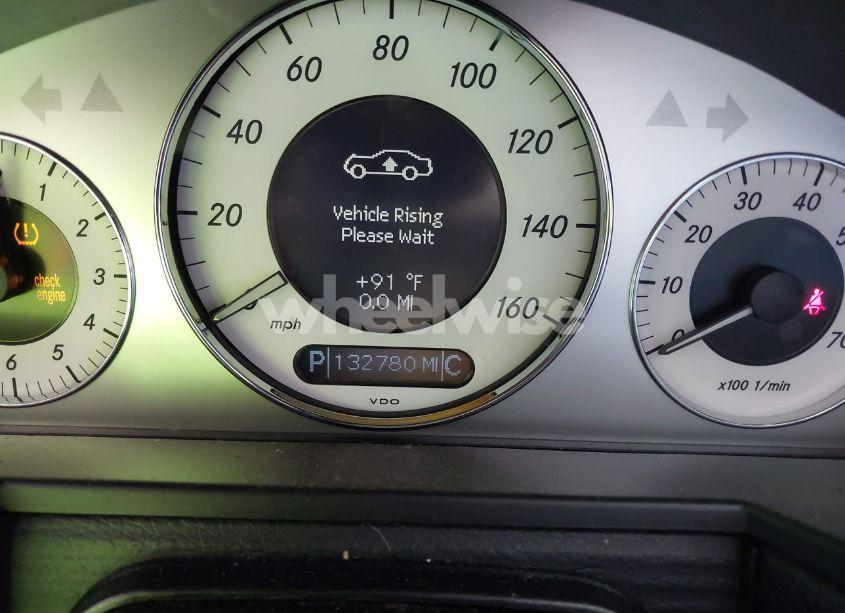 80
60
100
40
120
20
140
160
mph
Vehicle Rising
Please Wait
+91 °F
0.0 MI
P 132780 MI C
VDO
1
2
3
4
5
6
check
engine
0
10
20
30
40
70
x100 1/min
wheelwise